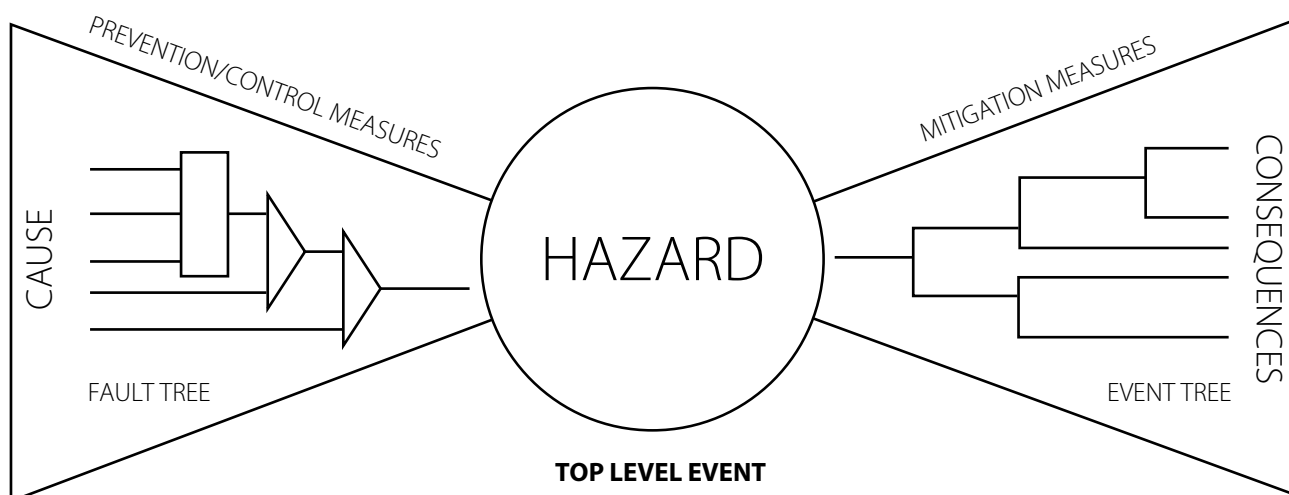 PREVENTION/CONTROL MEASURES
MITIGATION MEASURES
CAUSE
HAZARD
CONSEQUENCES
FAULT TREE
EVENT TREE
TOP LEVEL EVENT